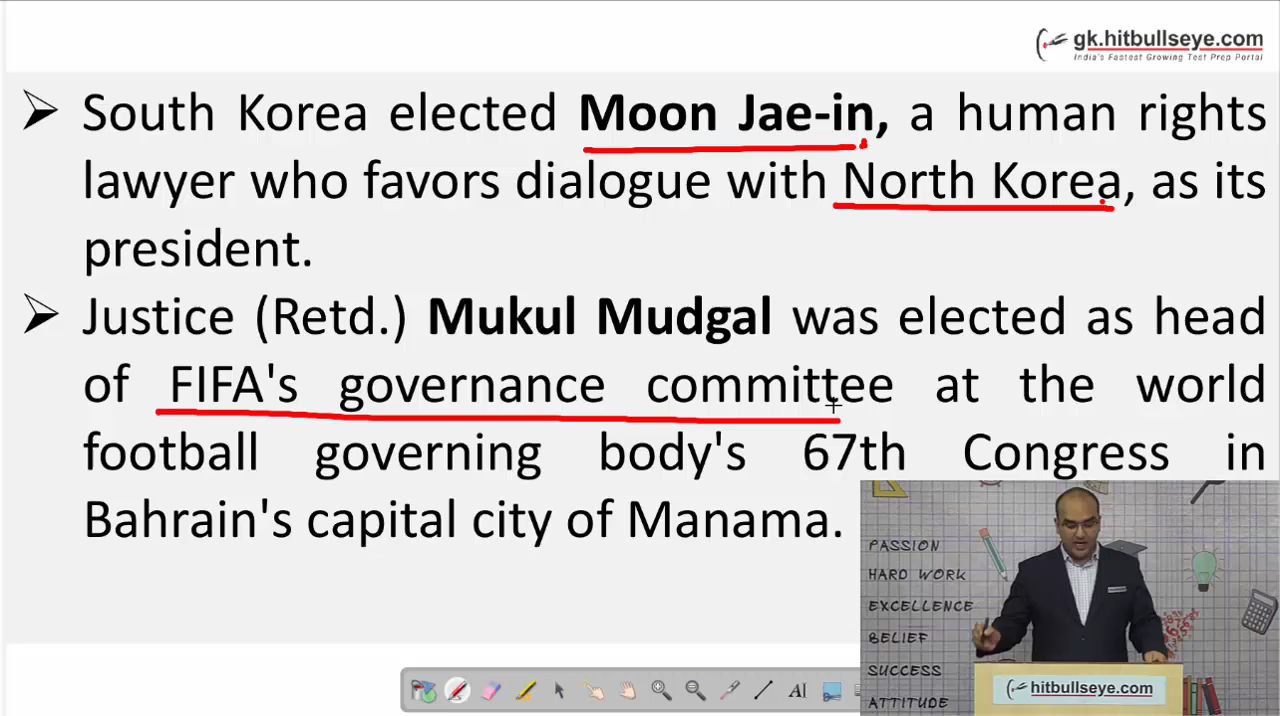 gk.hitbullseye.com
India's Fastest Growing Test Prep Portal
South Korea elected Moon Jae-in, a human rights
lawyer who favors dialogue with North Korea, as its
president.
Justice (Retd.) Mukul Mudgal was elected as head
of FIFA's governance committee at the world
football governing body's 67th Congress in
Bahrain's capital city of Manama.
PASSION
HARD WORK
EXCELLENCE
BELIEF
SUCCESS
ATTITUDE
hitbullseye.com
AI